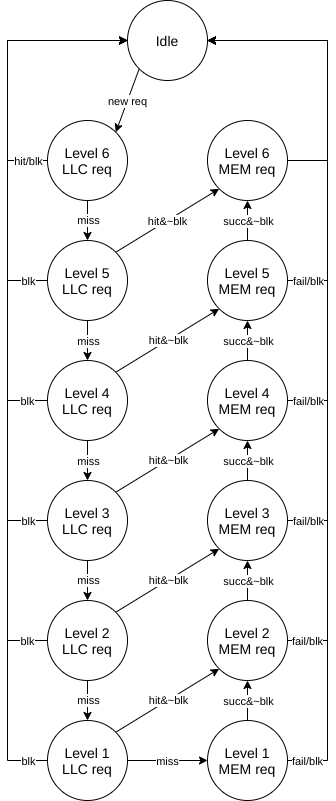 Idle
new req
Level 6
LLC req
Level 6
MEM req
hit/blk
miss
hit&~blk
succ&~blk
Level 5
LLC req
Level 5
MEM req
blk
fail/blk
miss
hit&~blk
succ&~blk
Level 4
LLC req
Level 4
MEM req
blk
fail/blk
miss
hit&~blk
succ&~blk
Level 3
LLC req
Level 3
MEM req
blk
fail/blk
miss
hit&~blk
succ&~blk
Level 2
LLC req
Level 2
MEM req
blk
fail/blk
miss
hit&~blk
succ&~blk
Level 1
LLC req
Level 1
MEM req
blk
miss
fail/blk